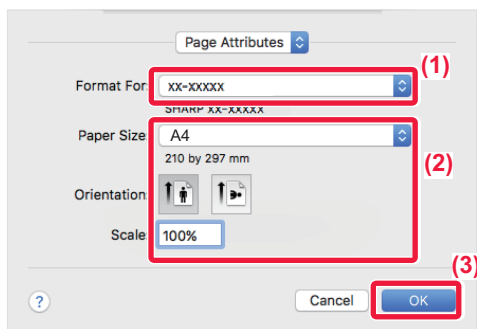 Page Attributes
(1)
Format For: xx-xxxxx
SHARP xx-xxxxx
Paper Size: A4
210 by 297 mm
(2)
Orientation:
Scale: 100%
(3)
? Cancel OK